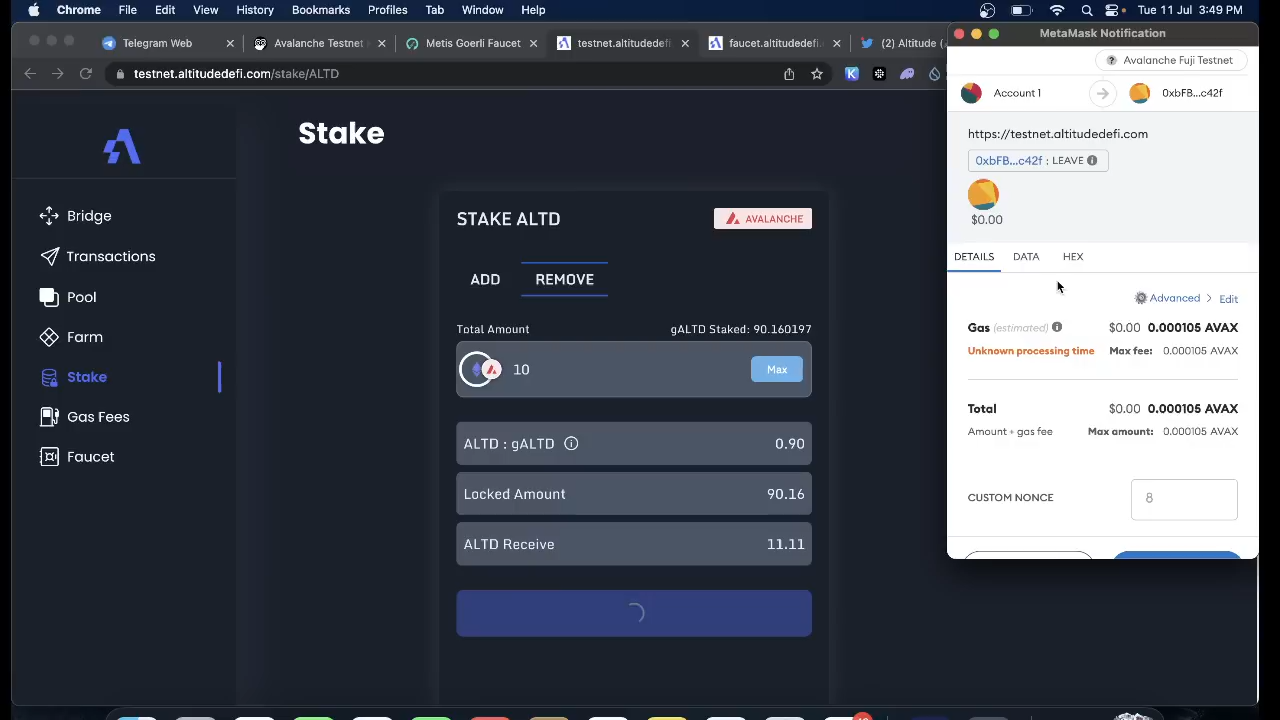 Chrome File Edit View History Bookmarks Profiles Tab Window Help Tue 11 Jul 3:49 PM
Telegram Web Avalanche Testnet Metis Goerli Faucet testnet.altitudedefi. faucet.altitudedefi. (2) Altitude
testnet.altitudedefi.com/stake/ALTD
Bridge
Transactions
Pool
Farm
Stake
Gas Fees
Faucet
Stake
STAKE ALTD AVALANCHE
ADD REMOVE
Total Amount gALTD Staked: 90.160197
10 Max
ALTD : gALTD 0.90
Locked Amount 90.16
ALTD Receive 11.11
MetaMask Notification
Avalanche Fuji Testnet
Account 1 0xbFB...c42f
https://testnet.altitudedefi.com
0xbFB...c42f : LEAVE
$0.00
DETAILS DATA HEX
Advanced Edit
Gas (estimated) $0.00 0.000105 AVAX
Unknown processing time Max fee: 0.000105 AVAX
Total $0.00 0.000105 AVAX
Amount + gas fee Max amount: 0.000105 AVAX
CUSTOM NONCE 8